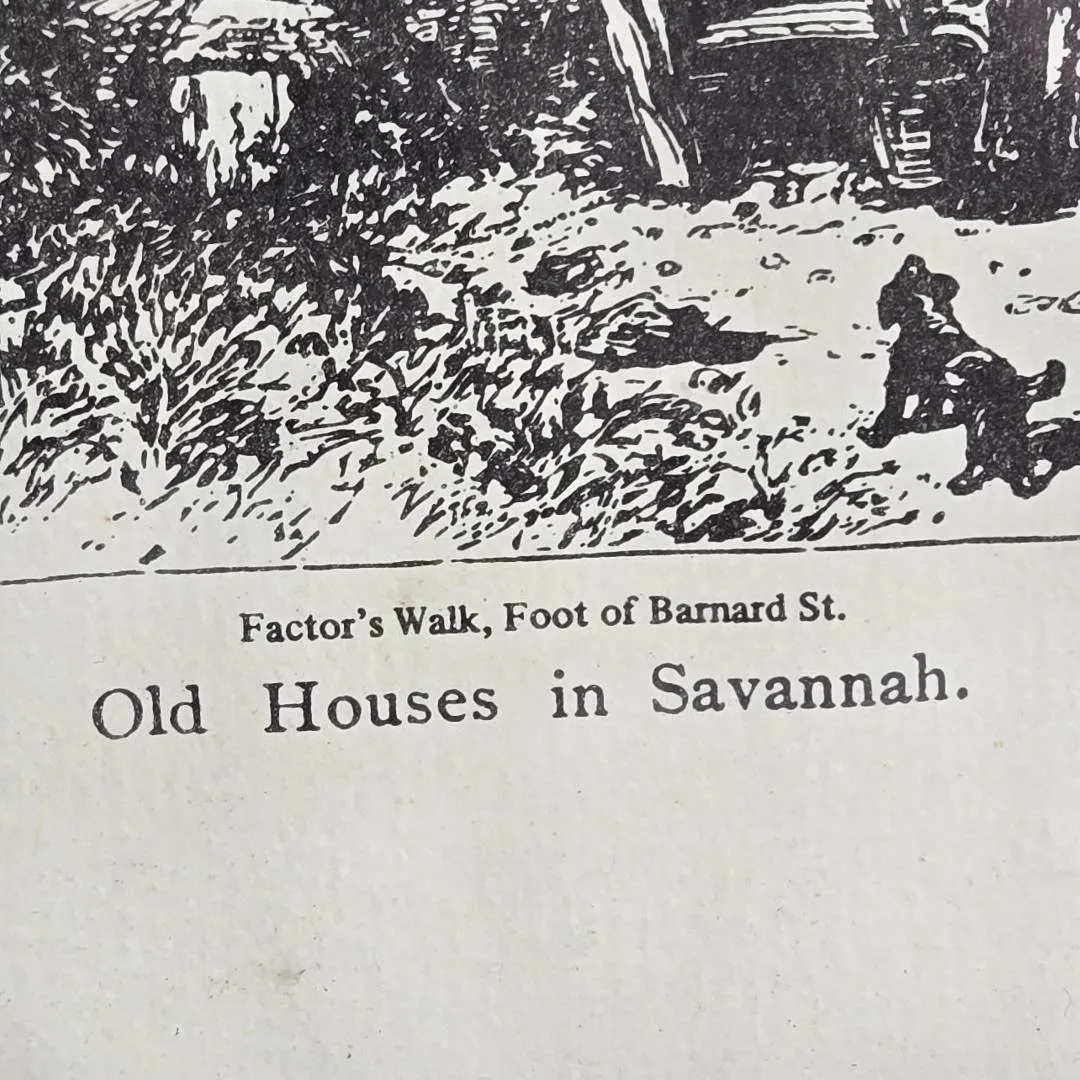 Factor's Walk, Foot of Barnard St.
Old Houses in Savannah.